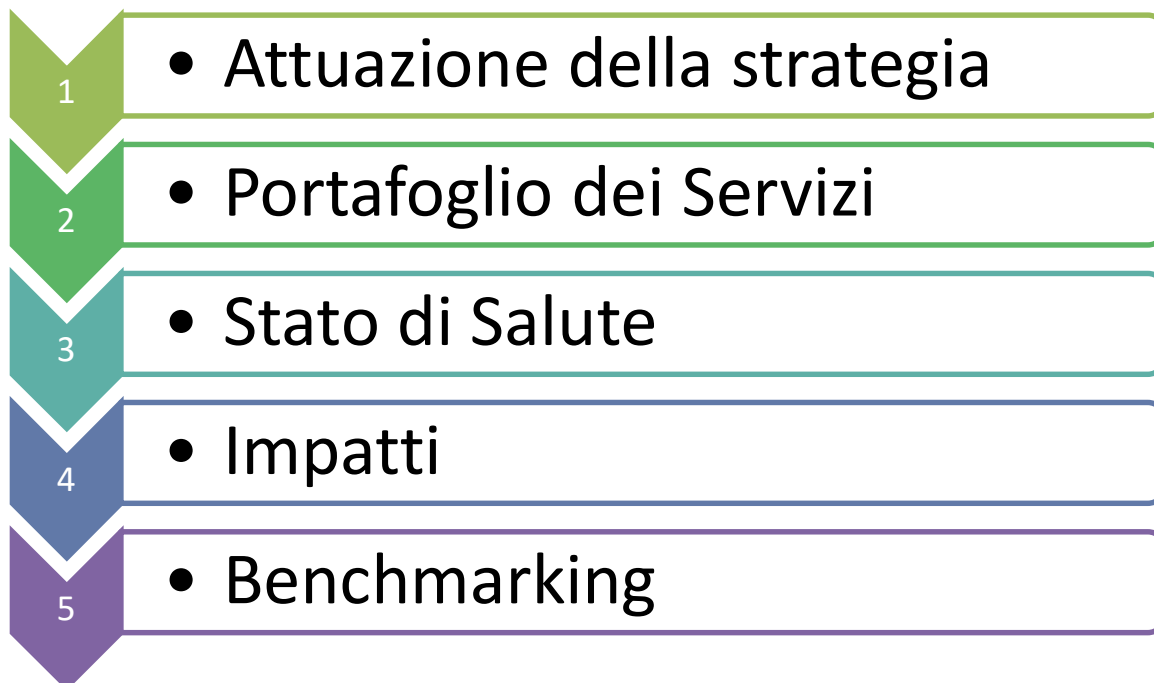 1
• Attuazione della strategia
2
• Portafoglio dei Servizi
3
• Stato di Salute
4
• Impatti
5
• Benchmarking